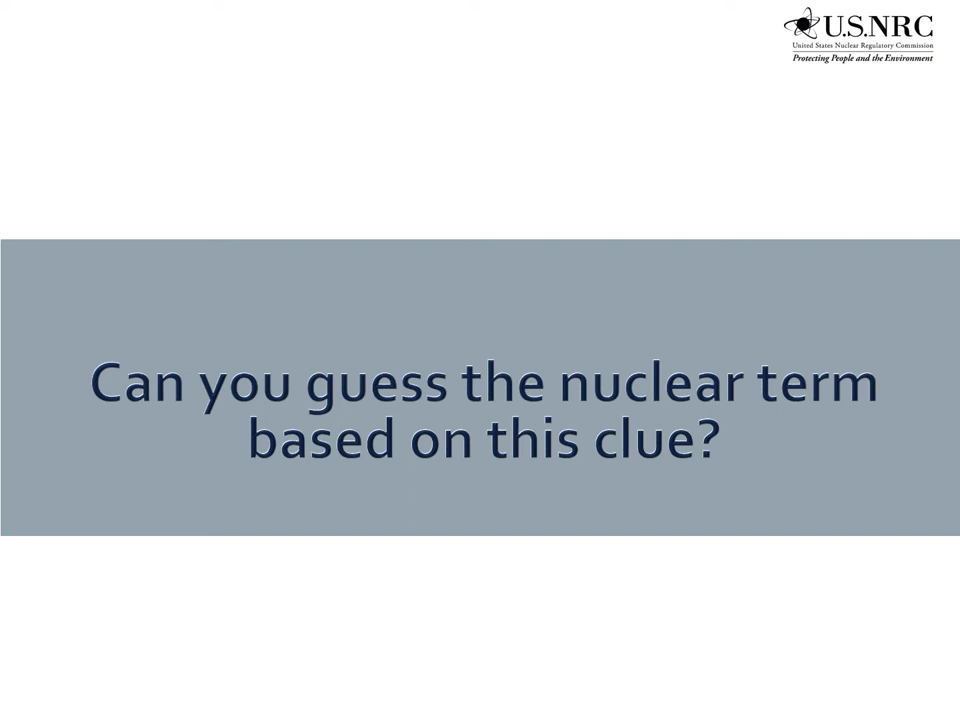 U.S.NRC
United States Nuclear Regulatory Commission
Protecting People and the Environment
Can you guess the nuclear term
based on this clue?